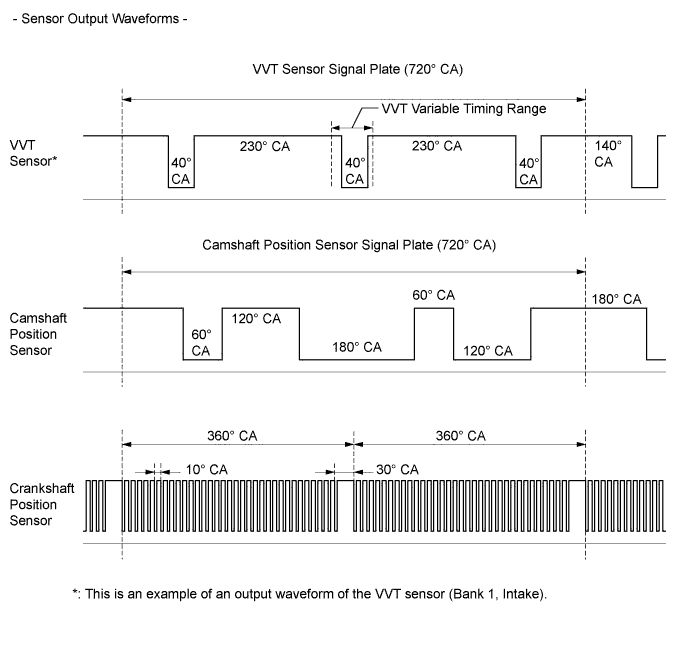 - Sensor Output Waveforms -
VVT Sensor Signal Plate (720° CA)
VVT Variable Timing Range
VVT
Sensor*
40°
CA
230° CA
40°
CA
230° CA
40°
CA
140°
CA
Camshaft Position Sensor Signal Plate (720° CA)
Camshaft
Position
Sensor
60°
CA
120° CA
180° CA
60° CA
120° CA
180° CA
360° CA
360° CA
10° CA
30° CA
Crankshaft
Position
Sensor
*: This is an example of an output waveform of the VVT sensor (Bank 1, Intake).